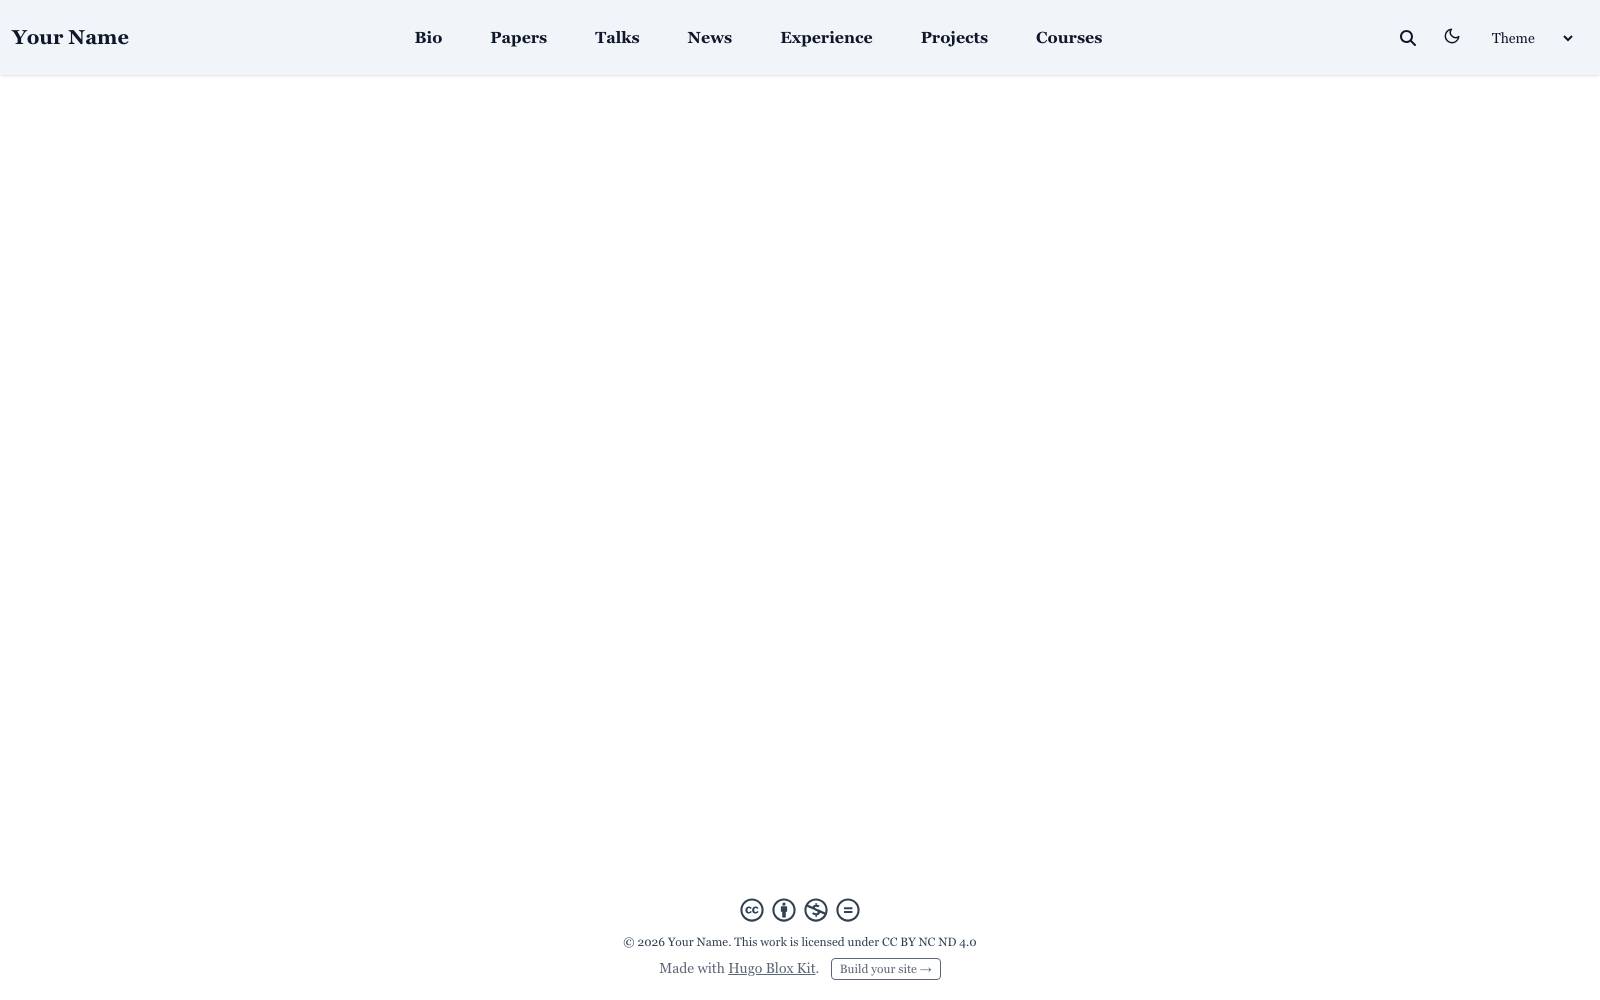 Your Name
Bio Papers Talks News Experience Projects Courses
Theme
cc
© 2026 Your Name. This work is licensed under CC BY NC ND 4.0
Made with Hugo Blox Kit. Build your site →